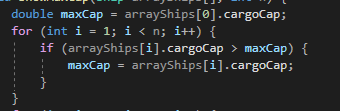 double maxCap = arrayShips[0].cargoCap;
for (int i = 1; i < n; i++) {
if (arrayShips[i].cargoCap > maxCap) {
maxCap = arrayShips[i].cargoCap;
}
}